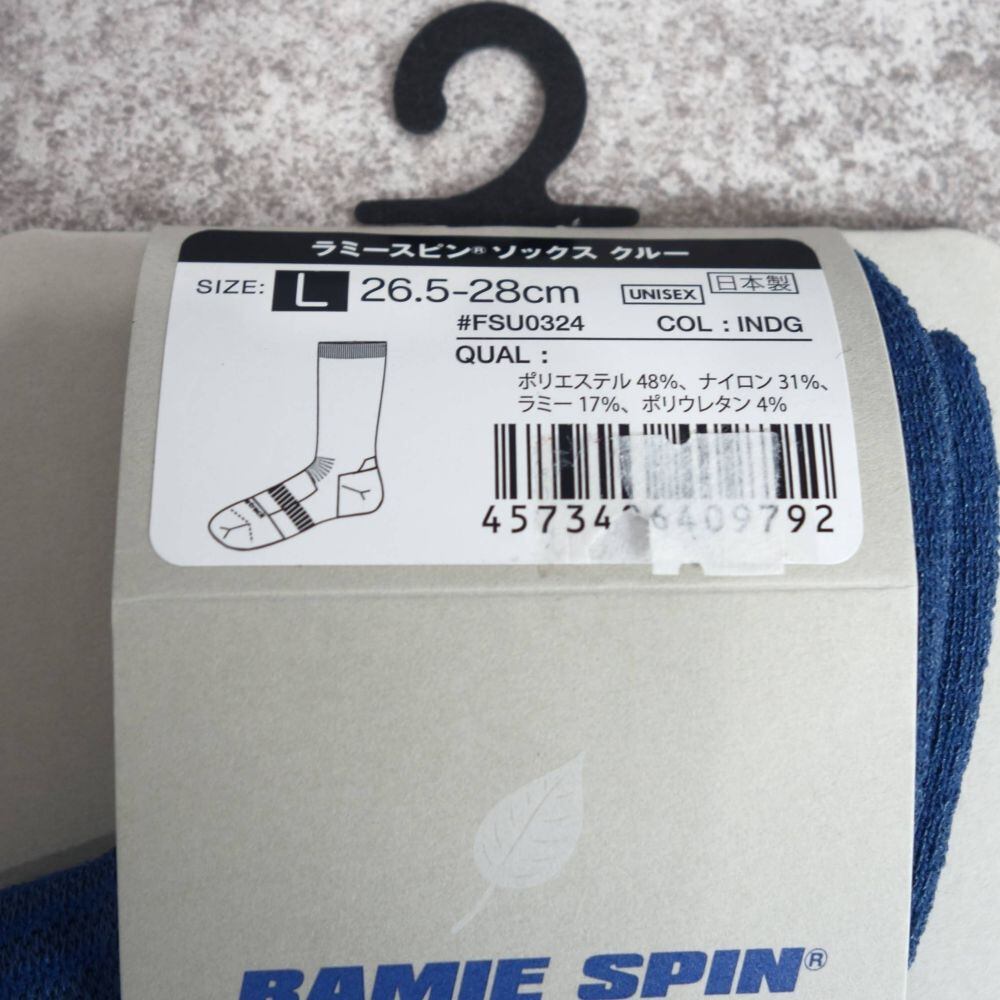 ラミースピン® ソックス クルー
SIZE: L 26.5-28cm UNISEX 日本製
#FSU0324 COL : INDG
QUAL :
ポリエステル 48%、ナイロン 31%、
ラミー 17%、ポリウレタン 4%
RAMIE SPIN®